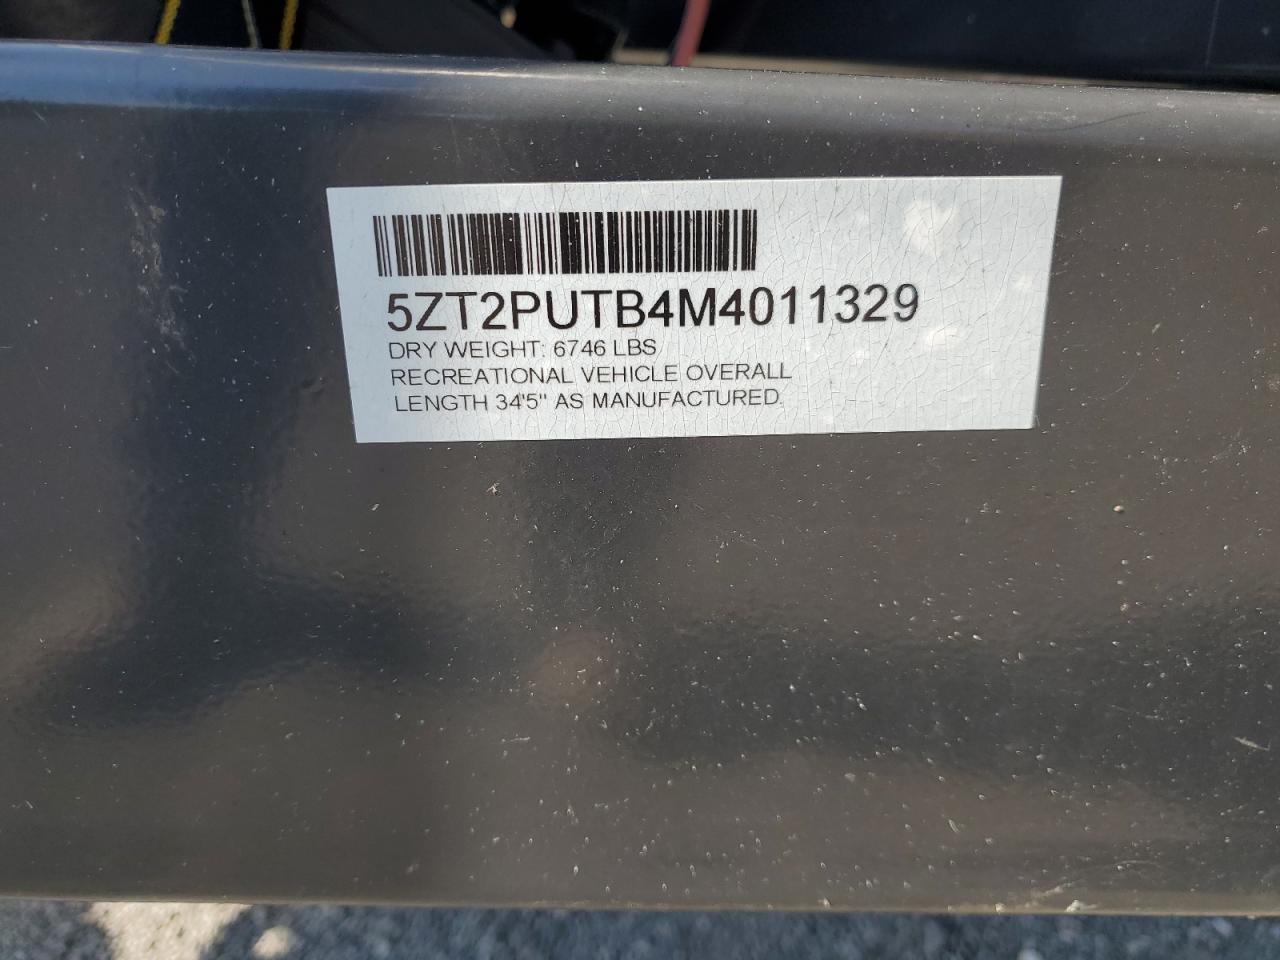 5ZT2PUTB4M4011329
DRY WEIGHT: 6746 LBS
RECREATIONAL VEHICLE OVERALL
LENGTH 34'5" AS MANUFACTURED.